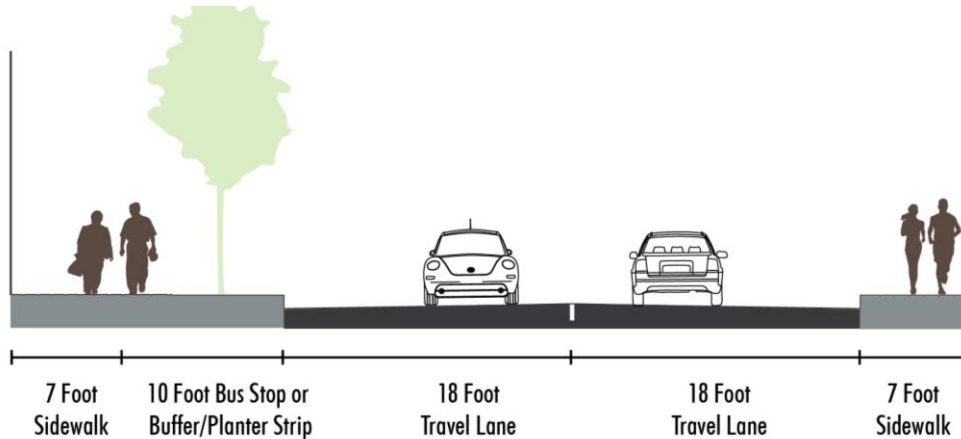 7 Foot
Sidewalk
10 Foot Bus Stop or
Buffer/Planter Strip
18 Foot
Travel Lane
18 Foot
Travel Lane
7 Foot
Sidewalk